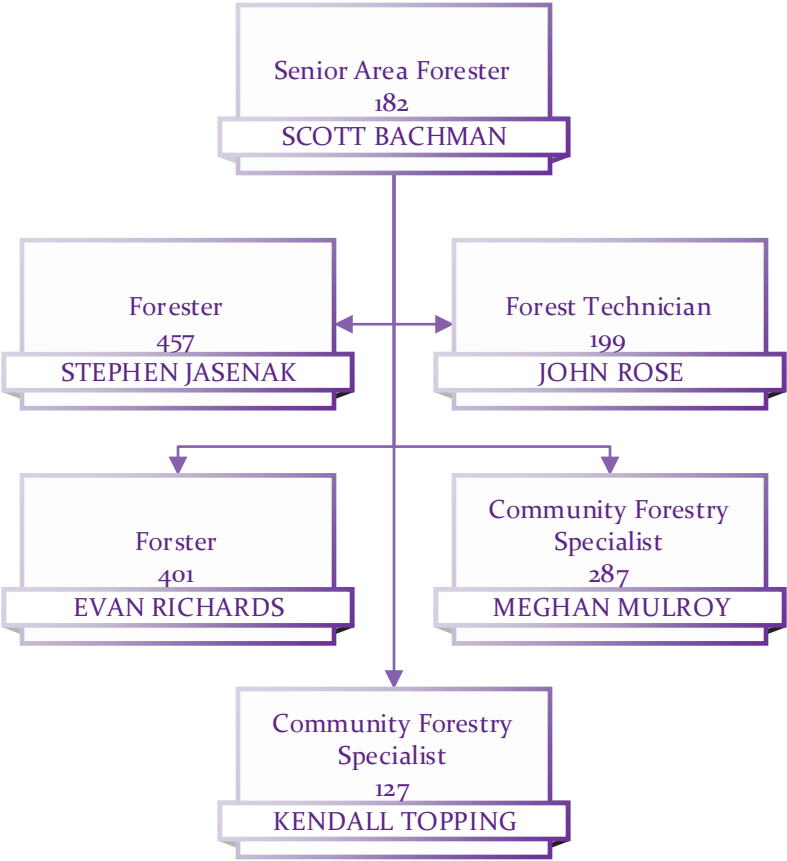 Senior Area Forester
182
SCOTT BACHMAN
Forester
457
STEPHEN JASENAK
Forest Technician
199
JOHN ROSE
Forster
401
EVAN RICHARDS
Community Forestry
Specialist
287
MEGHAN MULROY
Community Forestry
Specialist
127
KENDALL TOPPING